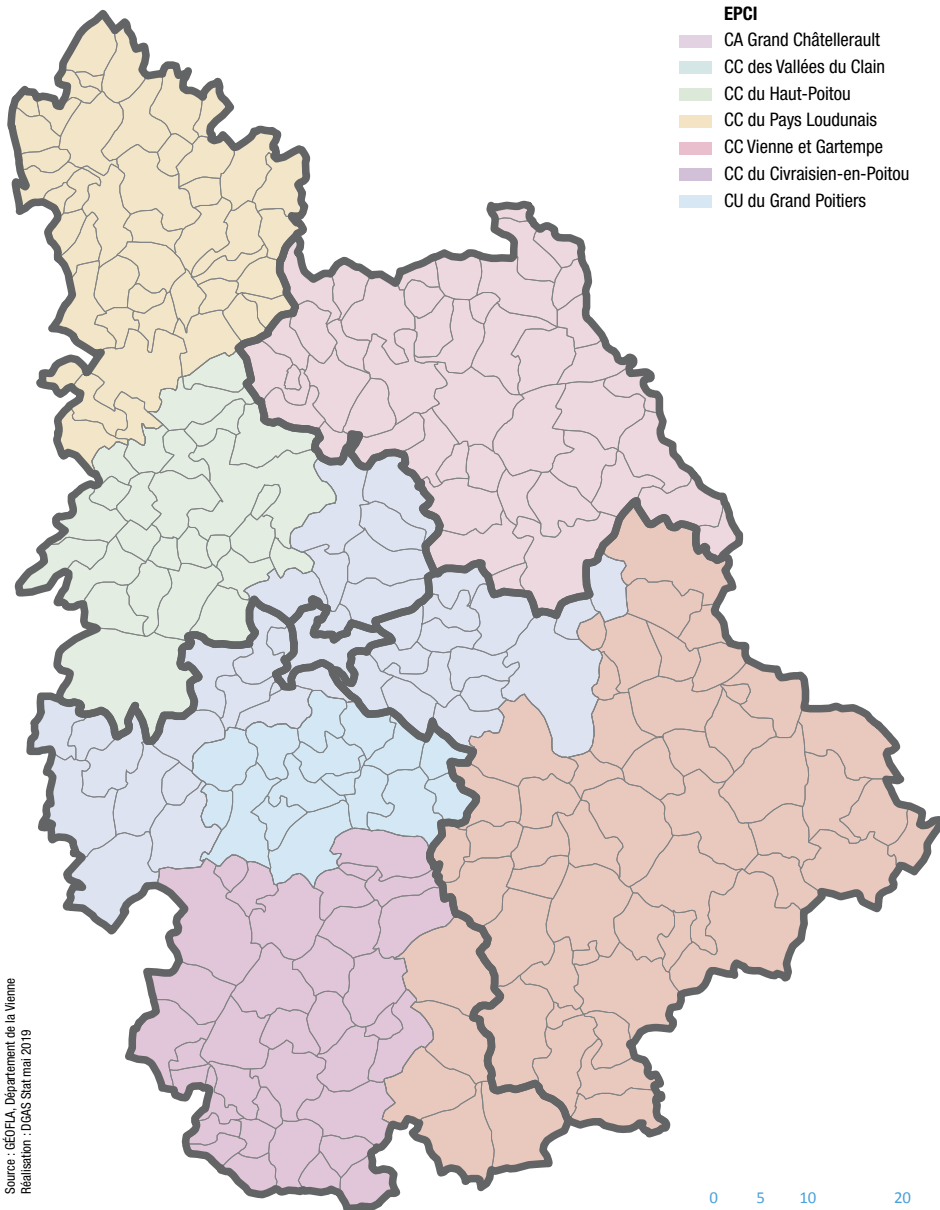 EPCI
CA Grand Châtellerault
CC des Vallées du Clain
CC du Haut-Poitou
CC du Pays Loudunais
CC Vienne et Gartempe
CC du Civraisien-en-Poitou
CU du Grand Poitiers
Source : GÉOFLA, Département de la Vienne
Réalisation : DGAS Stat mai 2019
0 5 10 20